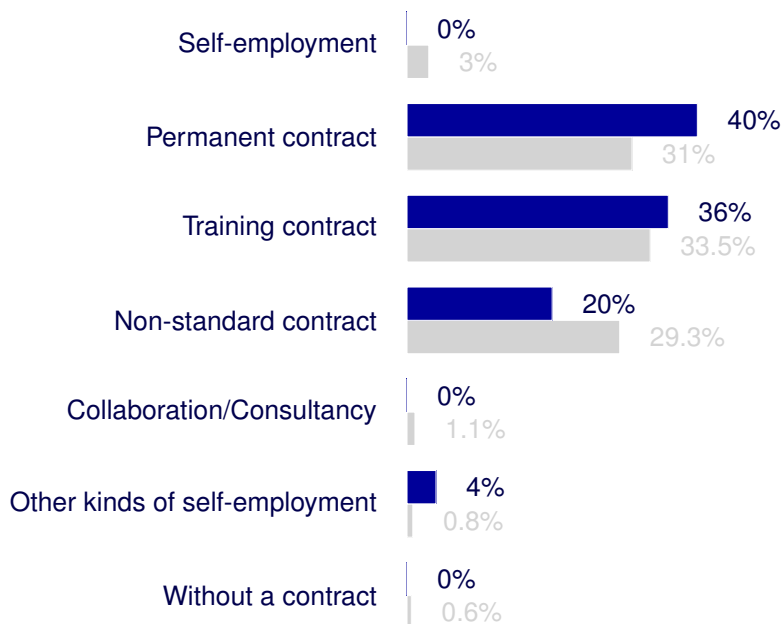 Self-employment
0%
3%
Permanent contract
40%
31%
Training contract
36%
33.5%
Non-standard contract
20%
29.3%
Collaboration/Consultancy
0%
1.1%
Other kinds of self-employment
4%
0.8%
Without a contract
0%
0.6%